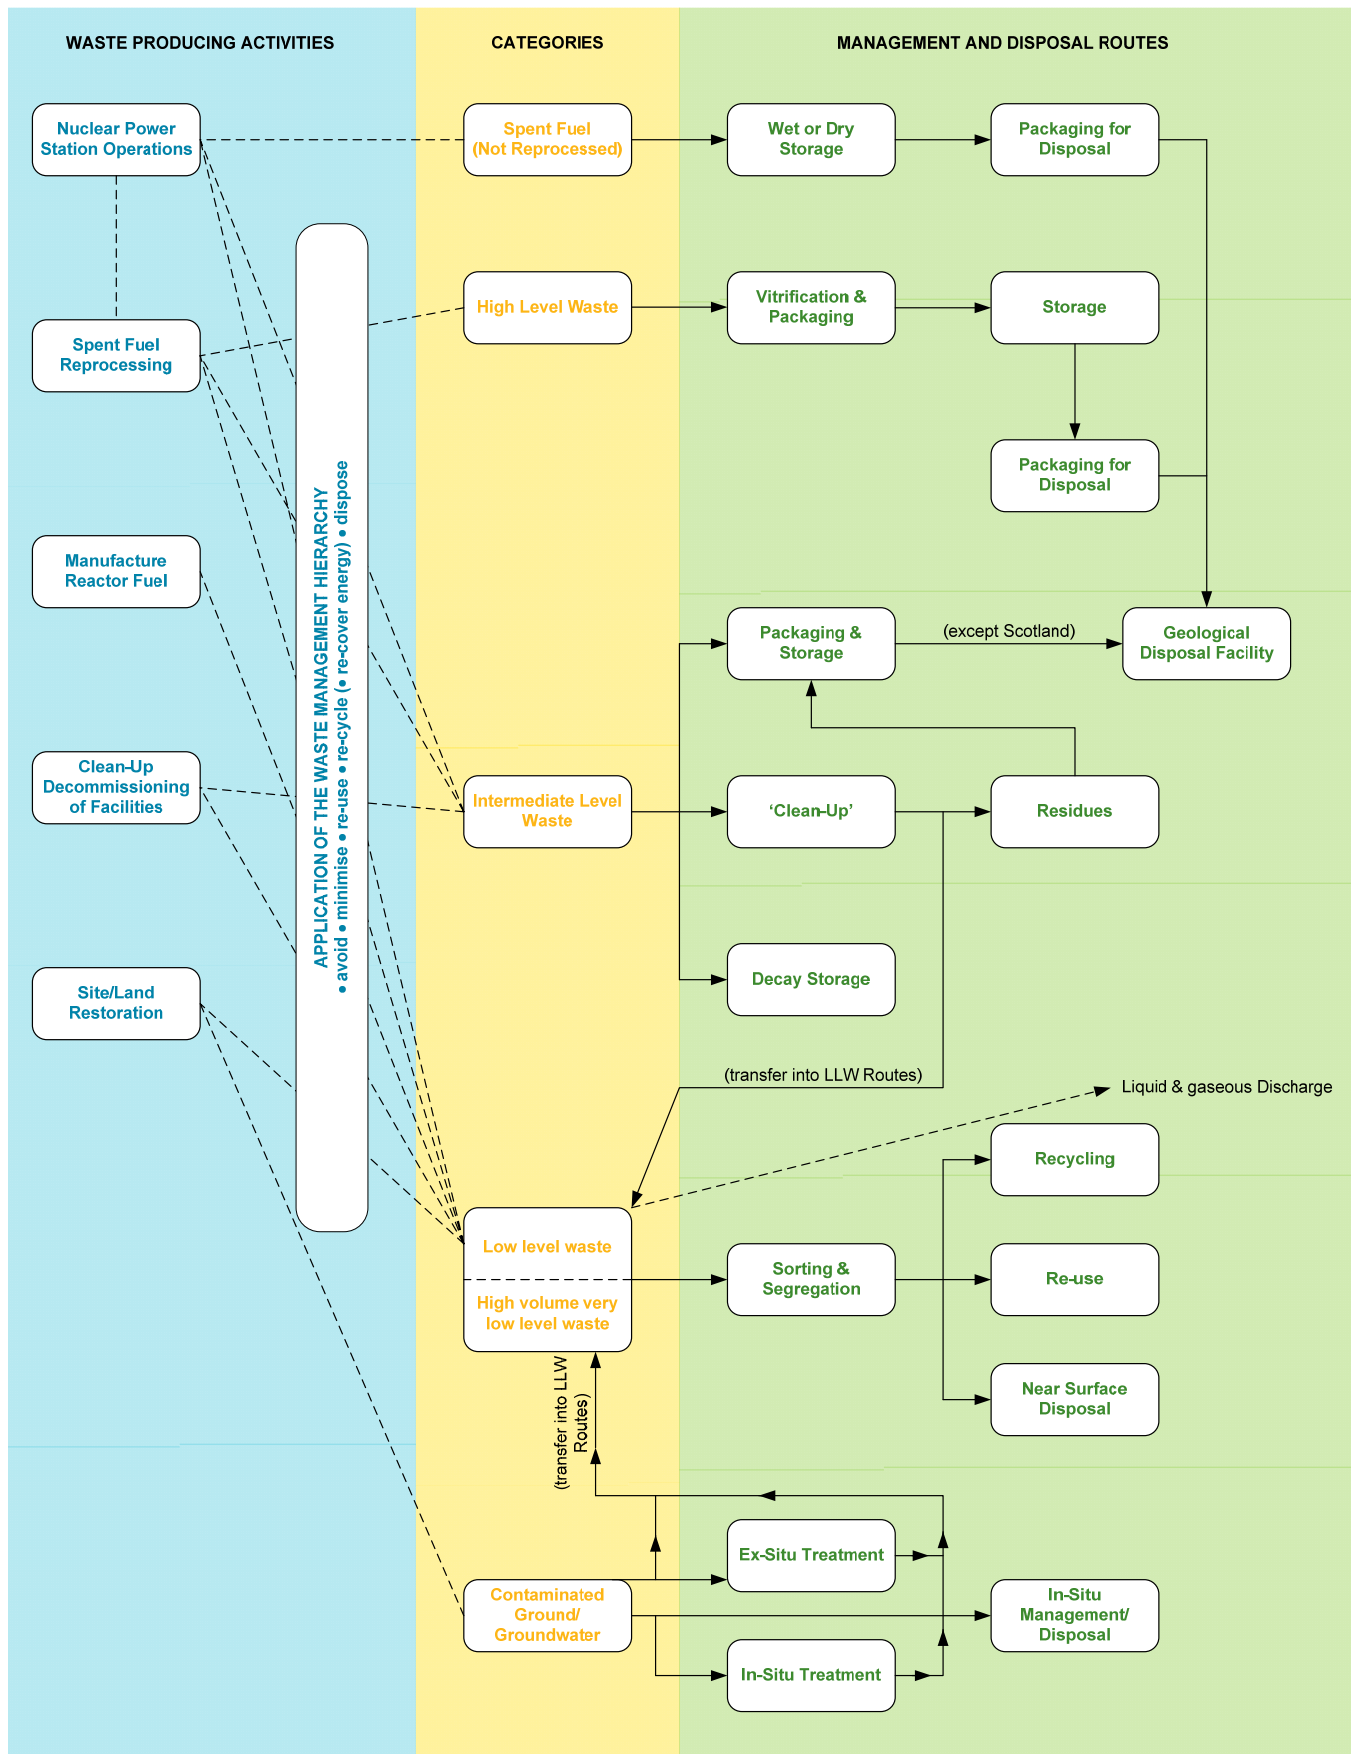 WASTE PRODUCING ACTIVITIES
CATEGORIES
MANAGEMENT AND DISPOSAL ROUTES
Nuclear Power
Station Operations
Spent Fuel
(Not Reprocessed)
Wet or Dry
Storage
Packaging for
Disposal
High Level Waste
Vitrification &
Packaging
Storage
Spent Fuel
Reprocessing
Packaging for
Disposal
APPLICATION OF THE WASTE MANAGEMENT HIERARCHY
• avoid • minimise • re-use • re-cycle (• re-cover energy) • dispose
Manufacture
Reactor Fuel
Packaging &
Storage
(except Scotland)
Geological
Disposal Facility
Clean-Up
Decommissioning
of Facilities
Intermediate Level
Waste
‘Clean-Up’
Residues
Decay Storage
Site/Land
Restoration
(transfer into LLW Routes)
Liquid & gaseous Discharge
Recycling
Low level waste
High volume very
low level waste
Sorting &
Segregation
Re-use
Near Surface
Disposal
(transfer into LLW
Routes)
Ex-Situ Treatment
Contaminated
Ground/
Groundwater
In-Situ
Management/
Disposal
In-Situ Treatment